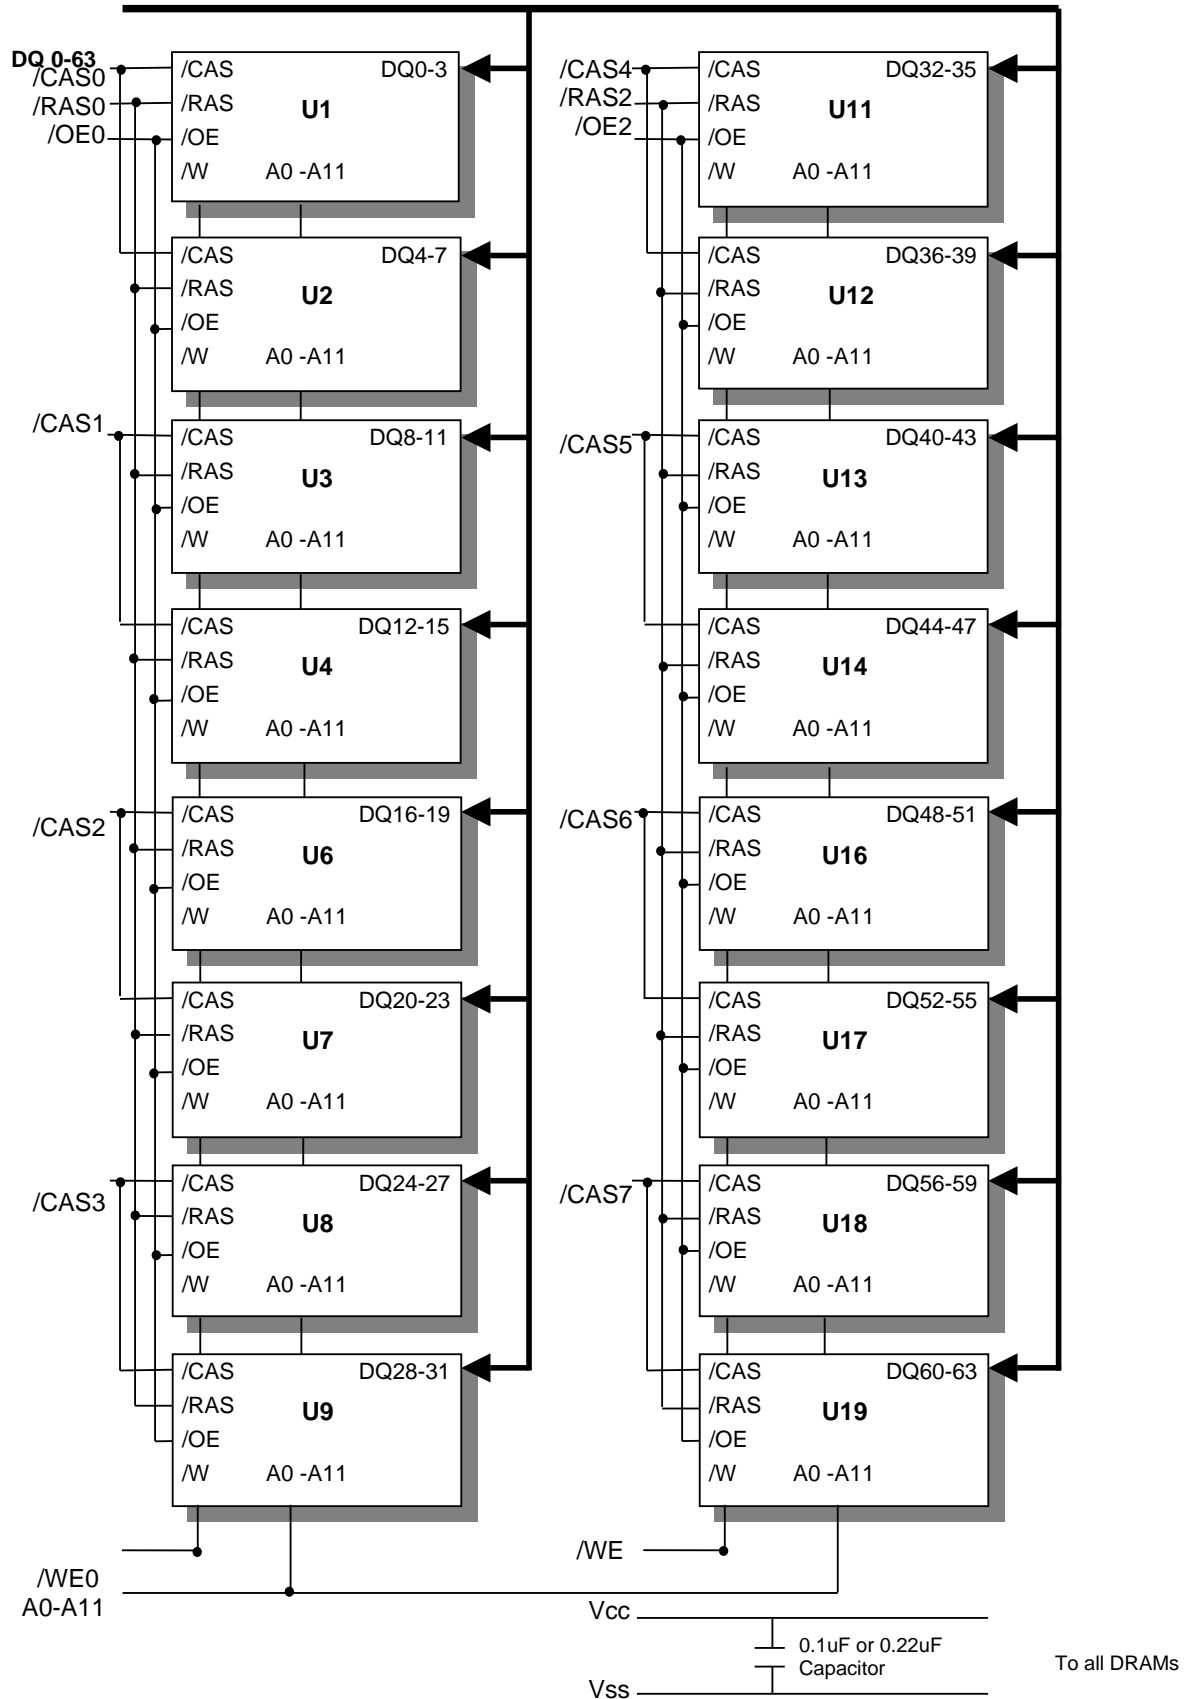 DQ 0-63
/CAS0
/RAS0
/OE0
/CAS DQ0-3
/RAS
U1
/OE
/W A0 -A11
/CAS DQ4-7
/RAS
U2
/OE
/W A0 -A11
/CAS1
/CAS DQ8-11
/RAS
U3
/OE
/W A0 -A11
/CAS DQ12-15
/RAS
U4
/OE
/W A0 -A11
/CAS2
/CAS DQ16-19
/RAS
U6
/OE
/W A0 -A11
/CAS DQ20-23
/RAS
U7
/OE
/W A0 -A11
/CAS3
/CAS DQ24-27
/RAS
U8
/OE
/W A0 -A11
/CAS DQ28-31
/RAS
U9
/OE
/W A0 -A11
/WE0
A0-A11
/CAS4
/RAS2
/OE2
/CAS DQ32-35
/RAS
U11
/OE
/W A0 -A11
/CAS DQ36-39
/RAS
U12
/OE
/W A0 -A11
/CAS5
/CAS DQ40-43
/RAS
U13
/OE
/W A0 -A11
/CAS DQ44-47
/RAS
U14
/OE
/W A0 -A11
/CAS6
/CAS DQ48-51
/RAS
U16
/OE
/W A0 -A11
/CAS DQ52-55
/RAS
U17
/OE
/W A0 -A11
/CAS7
/CAS DQ56-59
/RAS
U18
/OE
/W A0 -A11
/CAS DQ60-63
/RAS
U19
/OE
/W A0 -A11
/WE
Vcc
0.1uF or 0.22uF
Capacitor
To all DRAMs
Vss